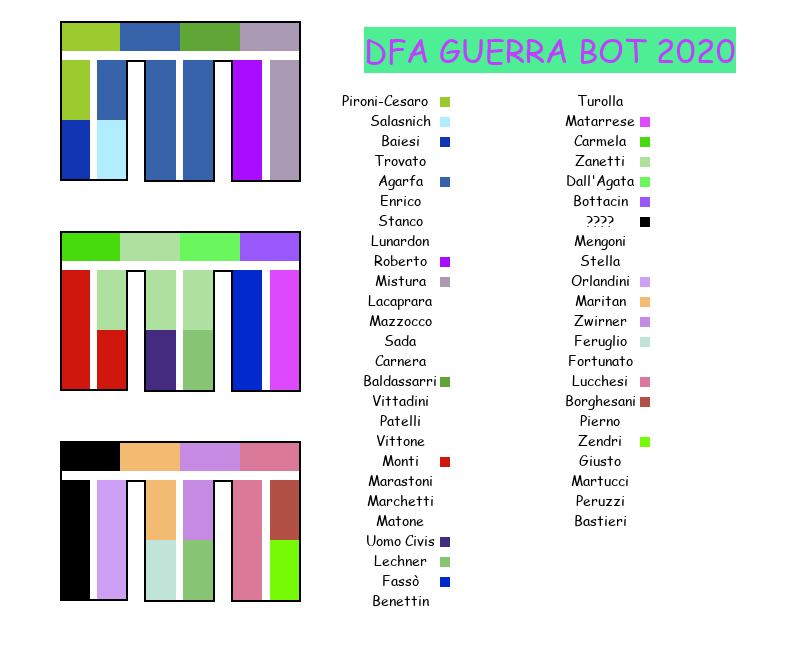 DFA GUERRA BOT 2020
Pironi-Cesaro
Salasnich
Baiesi
Trovato
Agarfa
Enrico
Stanco
Lunardon
Roberto
Mistura
Lacaprara
Mazzocco
Sada
Carnera
Baldassarri
Vittadini
Patelli
Vittone
Monti
Marastoni
Marchetti
Matone
Uomo Civis
Lechner
Fassò
Benettin
Turolla
Matarrese
Carmela
Zanetti
Dall'Agata
Bottacin
????
Mengoni
Stella
Orlandini
Maritan
Zwirner
Feruglio
Fortunato
Lucchesi
Borghesani
Pierno
Zendri
Giusto
Martucci
Peruzzi
Bastieri